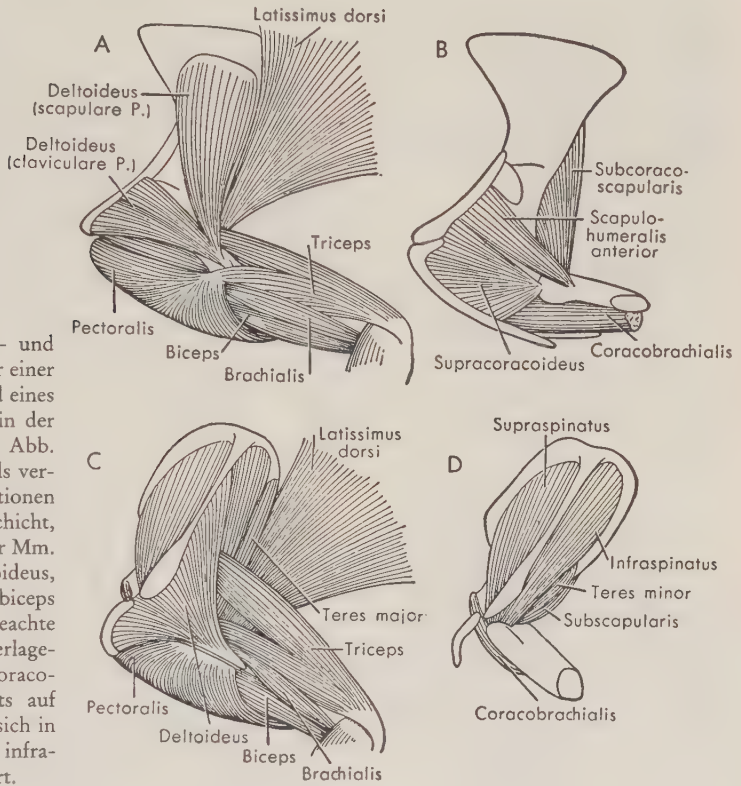 A
Latissimus dorsi
Deltoideus
(scapulare P.)
Deltoideus
(claviculare P.)
Triceps
Pectoralis
Biceps
Brachialis
B
Subcoraco-
scapularis
Scapulo-
humeralis
anterior
Supracoracoideus
Coracobrachialis
– und
r einer
l eines
in der
Abb.
ls ver-
tionen
chicht,
r Mm.
oideus,
biceps
eachte
erlage-
oraco-
ts auf
sich in
infra-
rt.
C
Latissimus
dorsi
Teres major
Triceps
Pectoralis
Deltoideus
Biceps
Brachialis
D
Supraspinatus
Infraspinatus
Teres minor
Subscapularis
Coracobrachialis